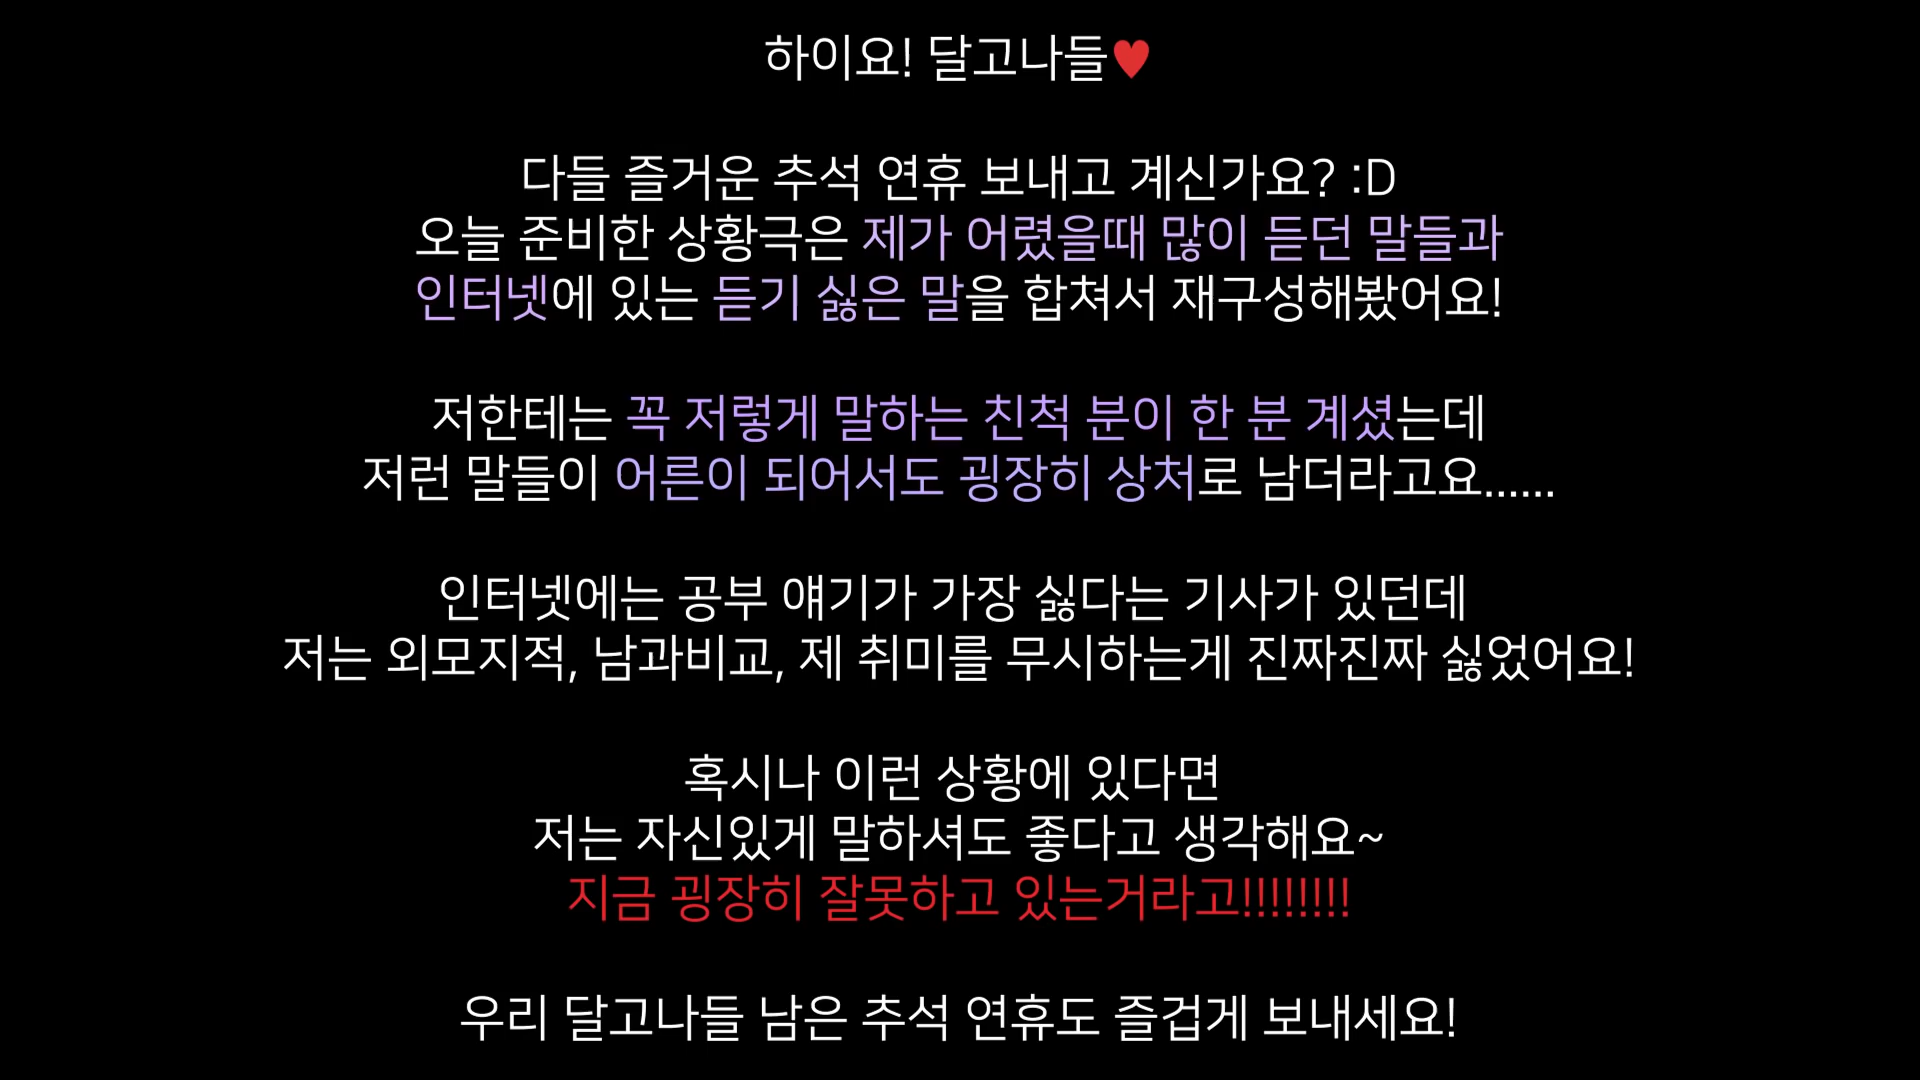 하이요! 달고나들♥
다들 즐거운 추석 연휴 보내고 계신가요? :D
오늘 준비한 상황극은 제가 어렸을때 많이 듣던 말들과
인터넷에 있는 듣기 싫은 말을 합쳐서 재구성해봤어요!
저한테는 꼭 저렇게 말하는 친척 분이 한 분 계셨는데
저런 말들이 어른이 되어서도 굉장히 상처로 남더라고요......
인터넷에는 공부 얘기가 가장 싫다는 기사가 있던데
저는 외모지적, 남과비교, 제 취미를 무시하는게 진짜진짜 싫었어요!
혹시나 이런 상황에 있다면
저는 자신있게 말하셔도 좋다고 생각해요~
지금 굉장히 잘못하고 있는거라고!!!!!!!!
우리 달고나들 남은 추석 연휴도 즐겁게 보내세요!